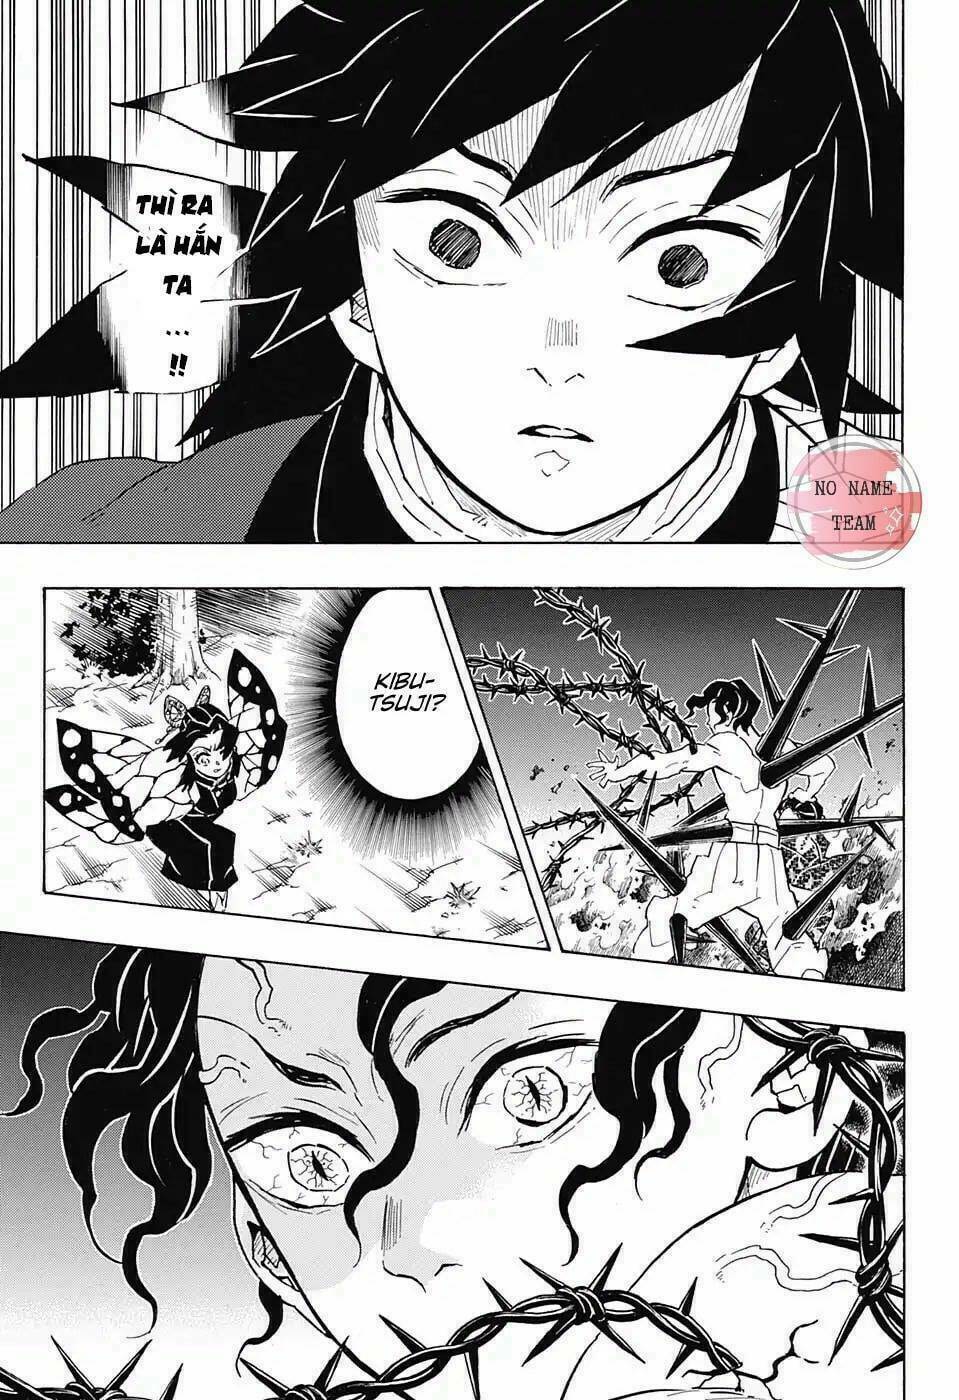 THÌ RA
LÀ HẮN
TA
...
!!
NO NAME
TEAM
KIBU-
TSUJI?